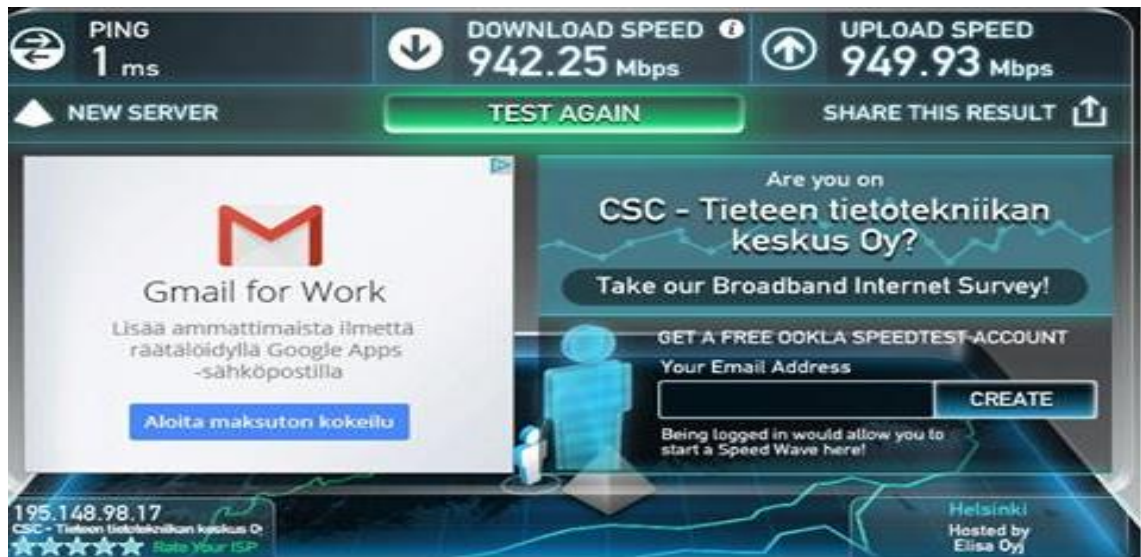 PING
1 ms
DOWNLOAD SPEED
942.25 Mbps
UPLOAD SPEED
949.93 Mbps
NEW SERVER
TEST AGAIN
SHARE THIS RESULT
Gmail for Work
Lisää ammattimaista ilmettä
räätälöidyllä Google Apps
-sähköpostilla
Aloita maksuton kokeilu
Are you on
CSC - Tieteen tietotekniikan
keskus Oy?
Take our Broadband Internet Survey!
GET A FREE OOKLA SPEEDTEST ACCOUNT
Your Email Address
CREATE
Being logged in would allow you to
start a Speed Wave here!
195.148.98.17
CSC - Tieteen tietotekniikan keskus O
Rate Your ISP
Helsinki
Hosted by
Elisa Oyj